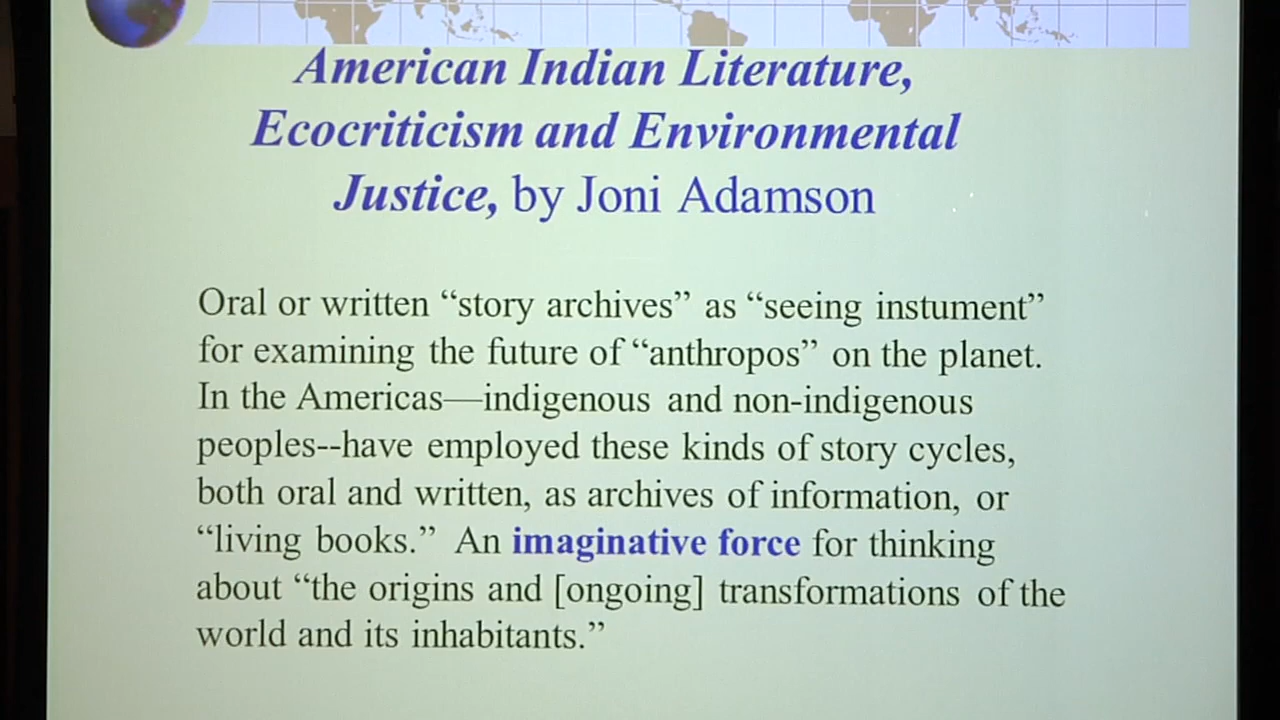 American Indian Literature,
Ecocriticism and Environmental
Justice, by Joni Adamson
Oral or written “story archives” as “seeing instument”
for examining the future of “anthropos” on the planet.
In the Americas—indigenous and non-indigenous
peoples--have employed these kinds of story cycles,
both oral and written, as archives of information, or
“living books.” An imaginative force for thinking
about “the origins and [ongoing] transformations of the
world and its inhabitants.”